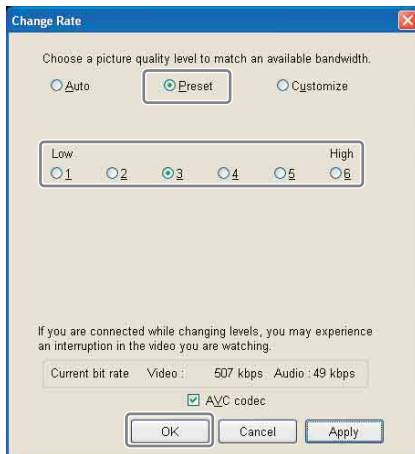 Change Rate
Choose a picture quality level to match an available bandwidth.
Auto Preset Customize
Low High
1 2 3 4 5 6
If you are connected while changing levels, you may experience
an interruption in the video you are watching.
Current bit rate Video : 507 kbps Audio : 49 kbps
AVC codec
OK Cancel Apply